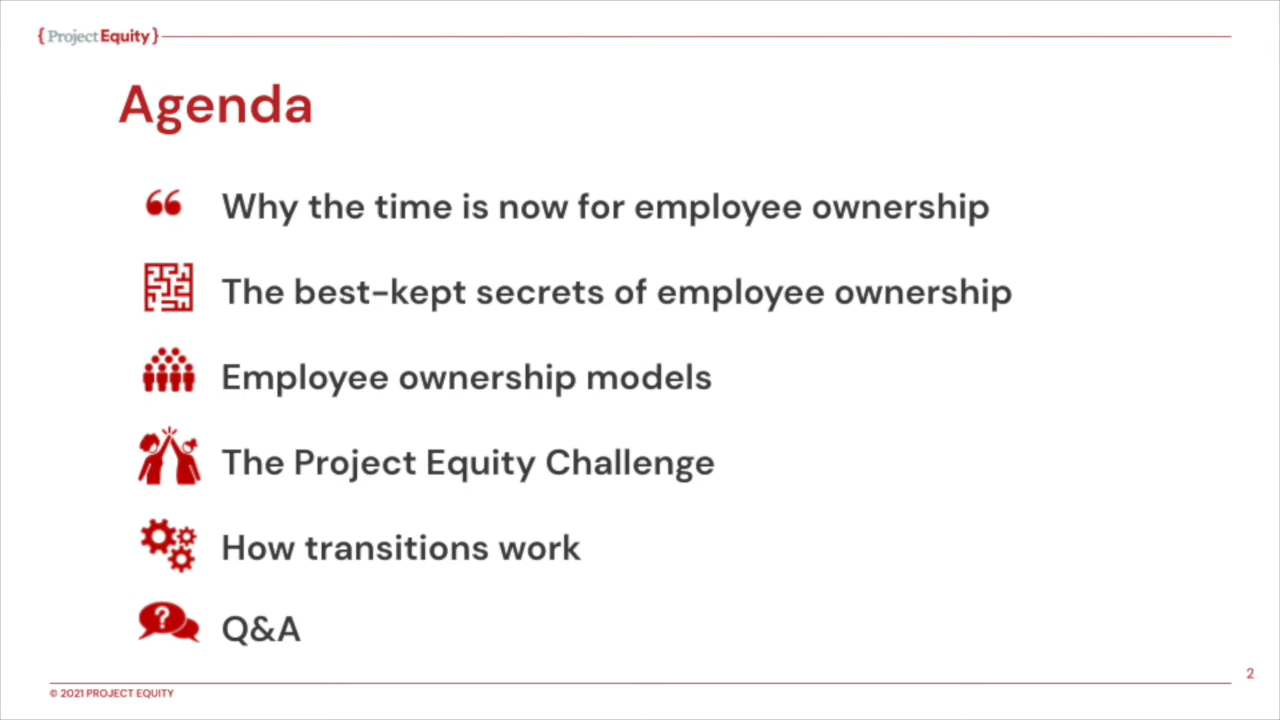 {ProjectEquity}
Agenda
Why the time is now for employee ownership
The best-kept secrets of employee ownership
Employee ownership models
The Project Equity Challenge
How transitions work
?
Q&A
2
© 2021 PROJECT EQUITY